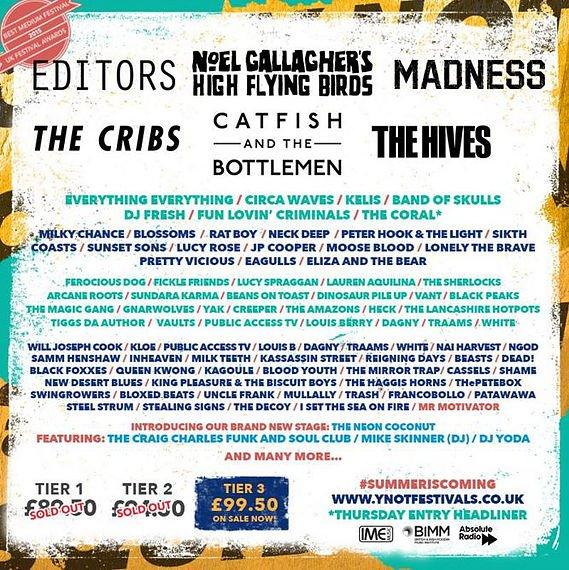 BEST MEDIUM FESTIVAL
2015
UK FESTIVAL AWARDS
EDITORS
NOEL GALLAGHER'S
HIGH FLYING BIRDS
MADNESS
THE CRIBS
CATFISH
AND THE
BOTTLEMEN
THE HIVES
EVERYTHING EVERYTHING / CIRCA WAVES / KELIS / BAND OF SKULLS
DJ FRESH / FUN LOVIN' CRIMINALS / THE CORAL*
MILKY CHANCE / BLOSSOMS / RAT BOY / NECK DEEP / PETER HOOK & THE LIGHT / SIKTH
COASTS / SUNSET SONS / LUCY ROSE / JP COOPER / MOOSE BLOOD / LONELY THE BRAVE
PRETTY VICIOUS / EAGULLS / ELIZA AND THE BEAR
FEROCIOUS DOG / FICKLE FRIENDS / LUCY SPRAGGAN / LAUREN AQUILINA / THE SHERLOCKS
ARCANE ROOTS / SUNDARA KARMA / BEANS ON TOAST / DINOSAUR PILE UP / VANT / BLACK PEAKS
THE MAGIC GANG / GNARWOLVES / YAK / CREEPER / THE AMAZONS / HECK / THE LANCASHIRE HOTPOTS
TIGGS DA AUTHOR / VAULTS / PUBLIC ACCESS TV / LOUIS BERRY / DAGNY / TRAAMS / WHITE
WILL JOSEPH COOK / KLOE / PUBLIC ACCESS TV / LOUIS B / DAGNY / TRAAMS / WHITE / NAI HARVEST / NGOD
SAMM HENSHAW / INHEAVEN / MILK TEETH / KASSASSIN STREET / REIGNING DAYS / BEASTS / DEAD!
BLACK FOXXES / QUEEN KWONG / KAGOULE / BLOOD YOUTH / THE MIRROR TRAP / CASSELS / SHAME
NEW DESERT BLUES / KING PLEASURE & THE BISCUIT BOYS / THE HAGGIS HORNS / THePETEBOX
SWINGROWERS / BLOXED BEATS / UNCLE FRANK / MULLALLY / TRASH / FRANCOBOLLO / PATAWAWA
STEEL STRUM / STEALING SIGNS / THE DECOY / I SET THE SEA ON FIRE / MR MOTIVATOR
INTRODUCING OUR BRAND NEW STAGE: THE NEON COCONUT
FEATURING: THE CRAIG CHARLES FUNK AND SOUL CLUB / MIKE SKINNER (DJ) / DJ YODA
AND MANY MORE...
TIER 1
SOLD OUT
TIER 2
SOLD OUT
TIER 3
£99.50
ON SALE NOW!
#SUMMERISCOMING
WWW.YNOTFESTIVALS.CO.UK
*THURSDAY ENTRY HEADLINER
IME
BIMM
Absolute
Radio